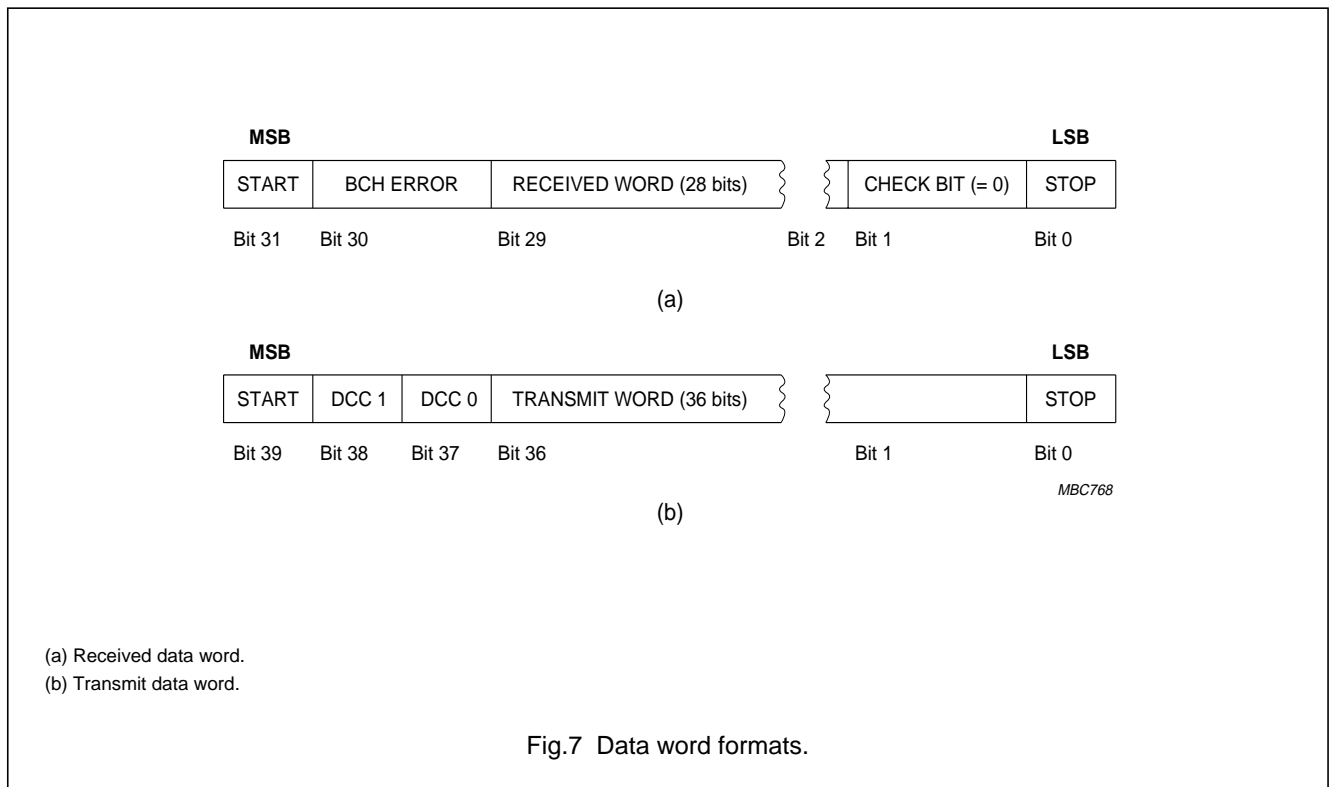 MSB LSB
START BCH ERROR RECEIVED WORD (28 bits) CHECK BIT (= 0) STOP
Bit 31 Bit 30 Bit 29 Bit 2 Bit 1 Bit 0
(a)
MSB LSB
START DCC 1 DCC 0 TRANSMIT WORD (36 bits) STOP
Bit 39 Bit 38 Bit 37 Bit 36 Bit 1 Bit 0
MBC768
(b)
(a) Received data word.
(b) Transmit data word.
Fig.7 Data word formats.